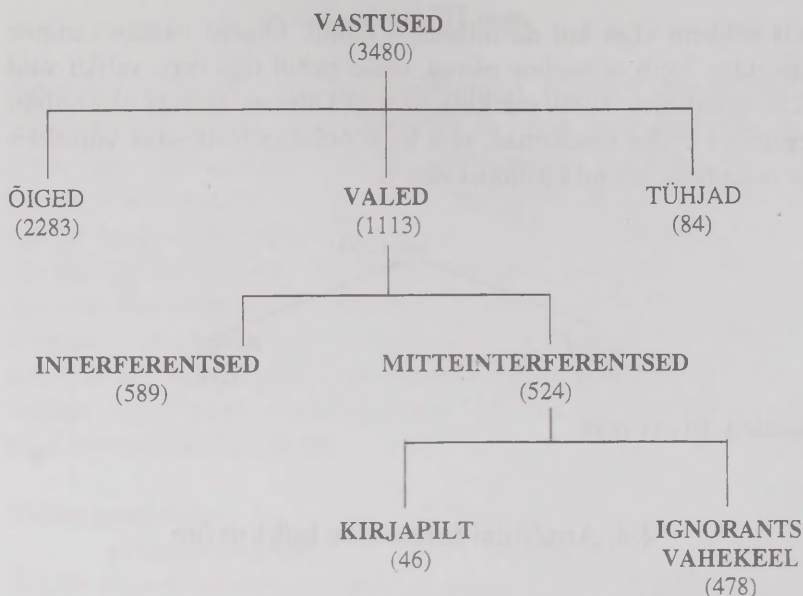 VASTUSED
(3480)
ÕIGED
(2283)
VALED
(1113)
TÜHJAD
(84)
INTERFERENTSED
(589)
MITTEINTERFERENTSED
(524)
KIRJAPILT
(46)
IGNORANTS
VAHEKEEL
(478)